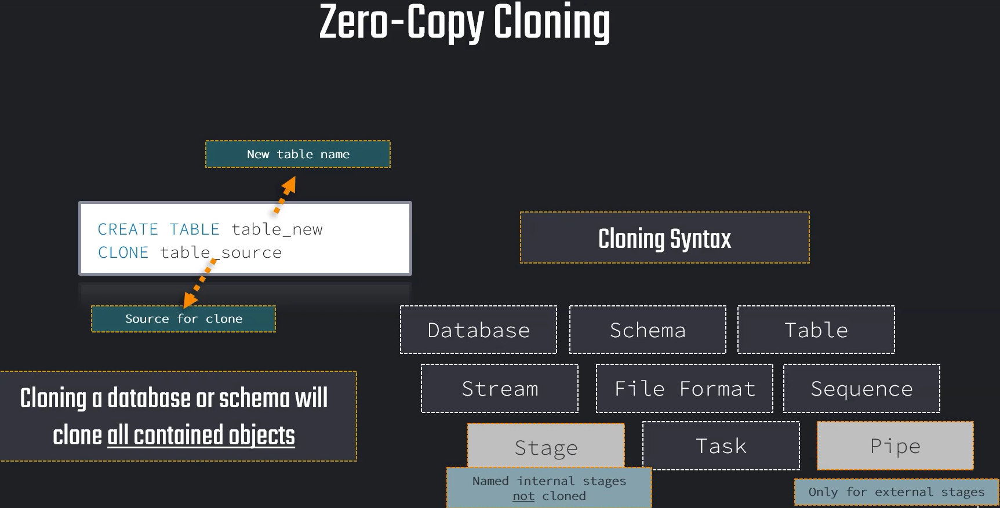 Zero-Copy Cloning
New table name
CREATE TABLE table_new
CLONE table_source
Source for clone
Cloning a database or schema will
clone all contained objects
Cloning Syntax
Database
Schema
Table
Stream
File Format
Sequence
Stage
Task
Pipe
Named internal stages
not cloned
Only for external stages